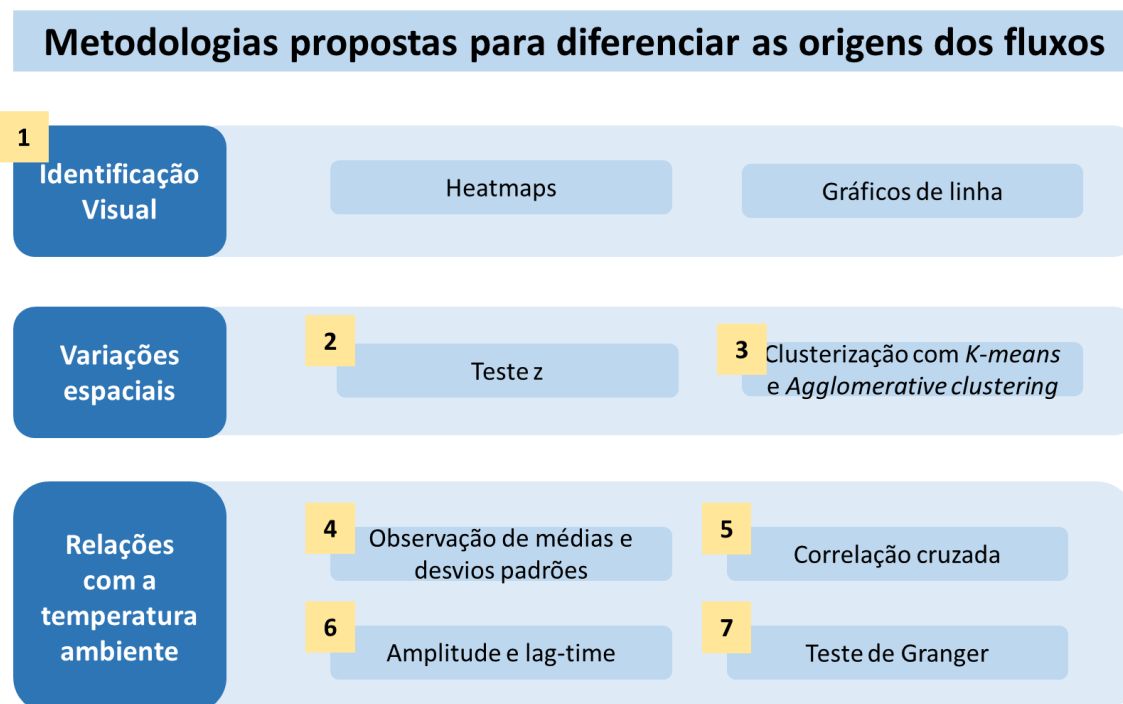 Metodologias propostas para diferenciar as origens dos fluxos
1
Identificação
Visual
Heatmaps
Gráficos de linha
Variações
espaciais
2
Teste z
3
Clusterização com K-means
e Agglomerative clustering
Relações
com a
temperatura
ambiente
4
Observação de médias e
desvios padrões
5
Correlação cruzada
6
Amplitude e lag-time
7
Teste de Granger